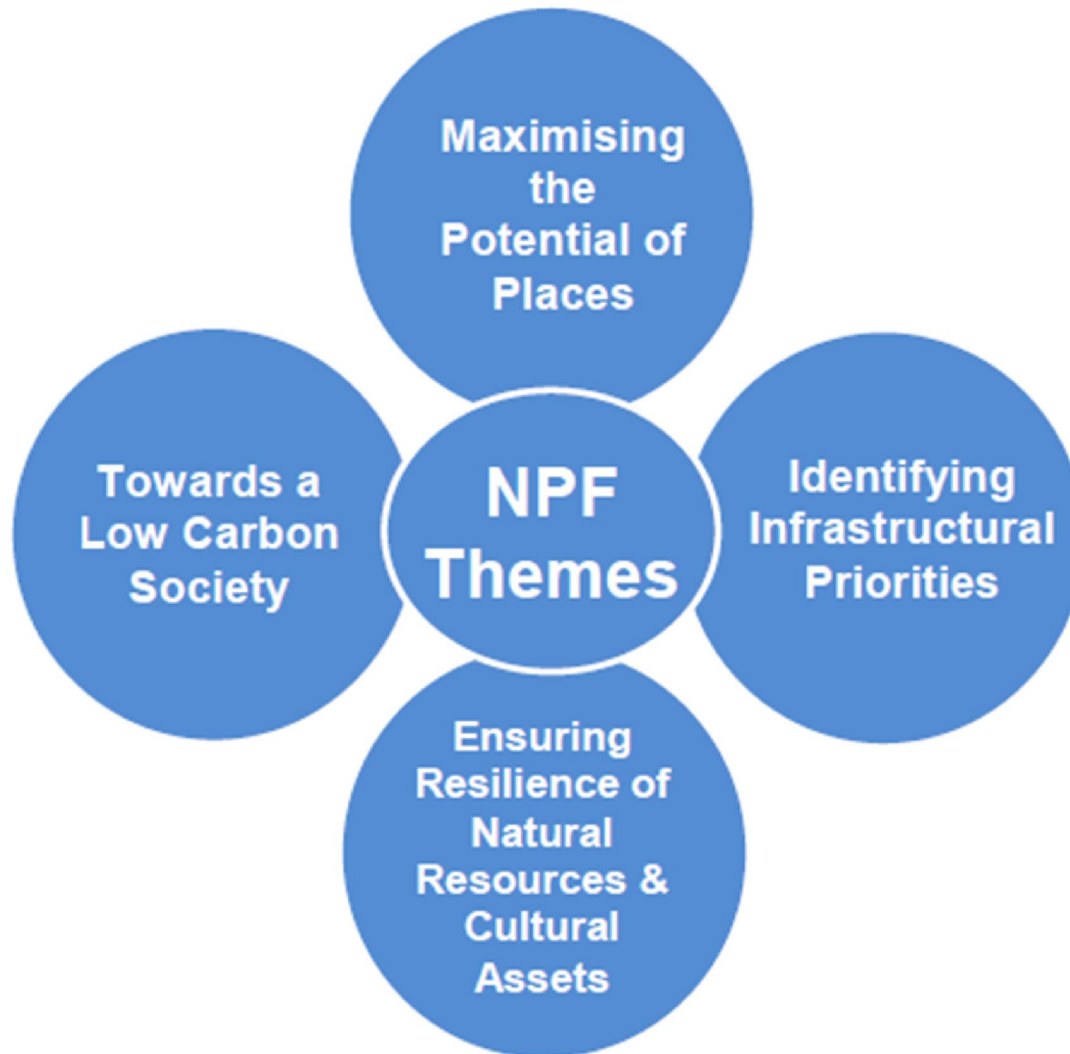 Maximising
the
Potential of
Places
Towards a
Low Carbon
Society
NPF
Themes
Identifying
Infrastructural
Priorities
Ensuring
Resilience of
Natural
Resources &
Cultural
Assets